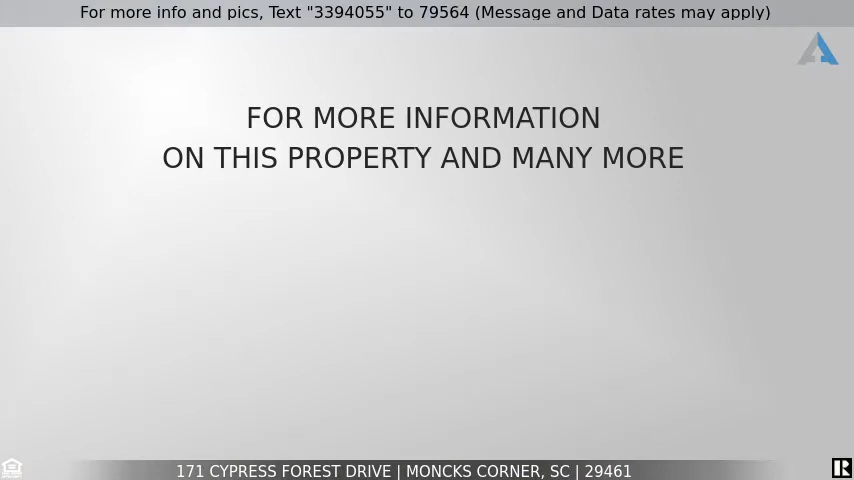 For more info and pics, Text "3394055" to 79564 (Message and Data rates may apply)
FOR MORE INFORMATION
ON THIS PROPERTY AND MANY MORE
171 CYPRESS FOREST DRIVE | MONCKS CORNER, SC | 29461